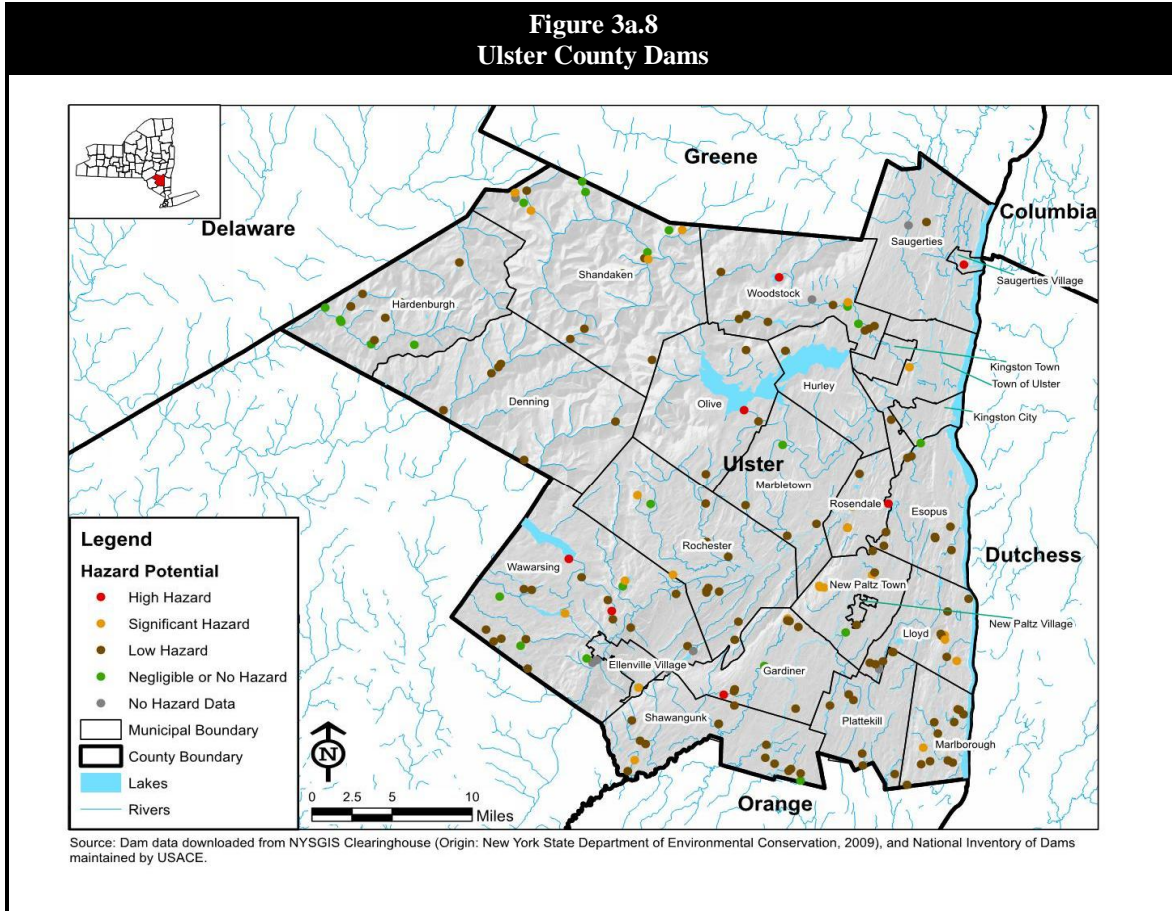 Figure 3a.8
Ulster County Dams
Greene
Columbia
Delaware
Saugerties
Saugerties Village
Shandaken
Woodstock
Hardenburgh
Kingston Town
Town of Ulster
Hurley
Denning
Olive
Kingston City
Ulster
Marbletown
Rosendale
Esopus
Legend
Hazard Potential
High Hazard
Significant Hazard
Low Hazard
Negligible or No Hazard
No Hazard Data
Municipal Boundary
County Boundary
Lakes
Rivers
Rochester
Dutchess
Wawarsing
New Paltz Town
New Paltz Village
Lloyd
Ellenville Village
Gardiner
Shawangunk
Plattekill
Marlborough
N
0 2.5 5 10
Miles
Orange
Source: Dam data downloaded from NYSGIS Clearinghouse (Origin: New York State Department of Environmental Conservation, 2009), and National Inventory of Dams
maintained by USACE.